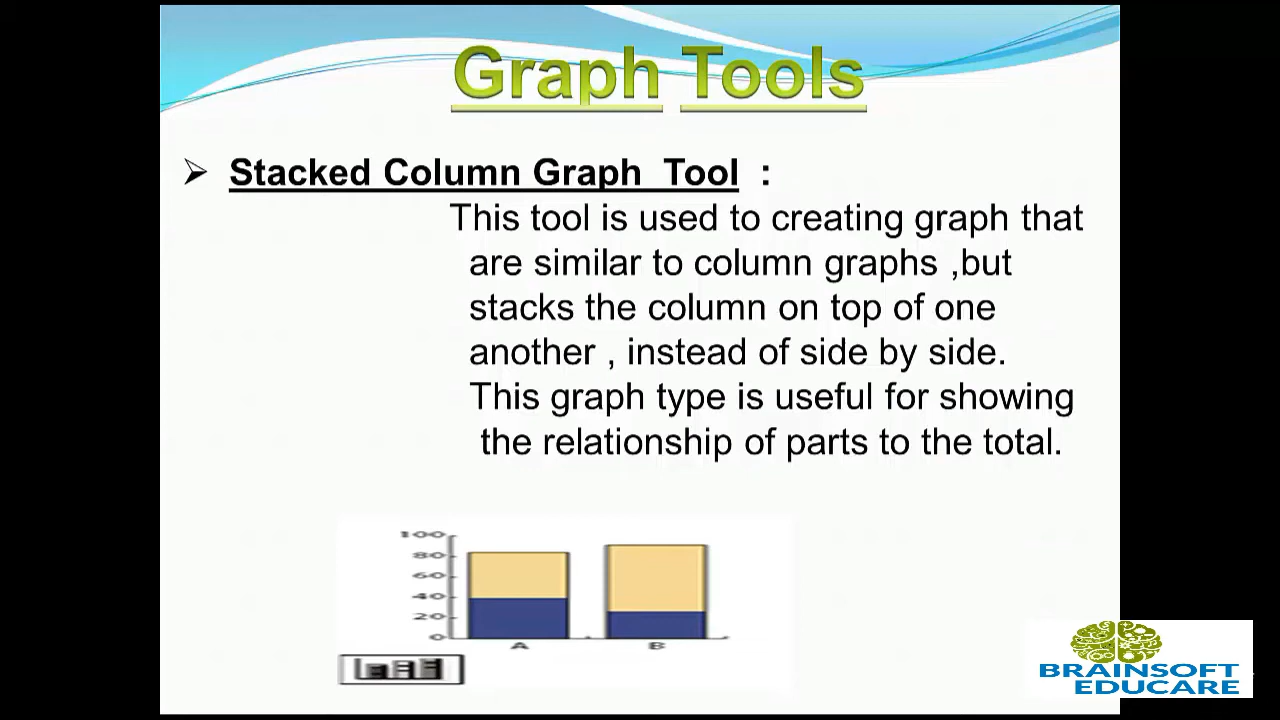 Graph Tools
Stacked Column Graph Tool :
This tool is used to creating graph that
are similar to column graphs ,but
stacks the column on top of one
another , instead of side by side.
This graph type is useful for showing
the relationship of parts to the total.
100
80
60
40
20
0
A
B
BRAINSOFT
EDUCARE